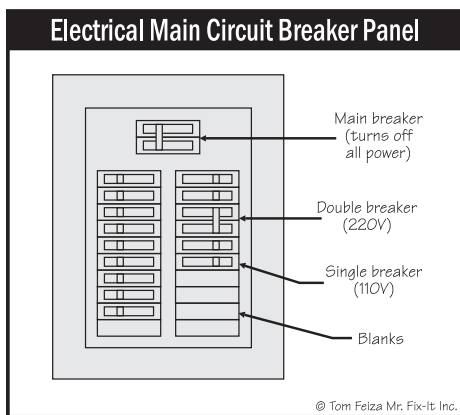 Electrical Main Circuit Breaker Panel
Main breaker
(turns off
all power)
Double breaker
(220V)
Single breaker
(110V)
Blanks
© Tom Feiza Mr. Fix-It Inc.